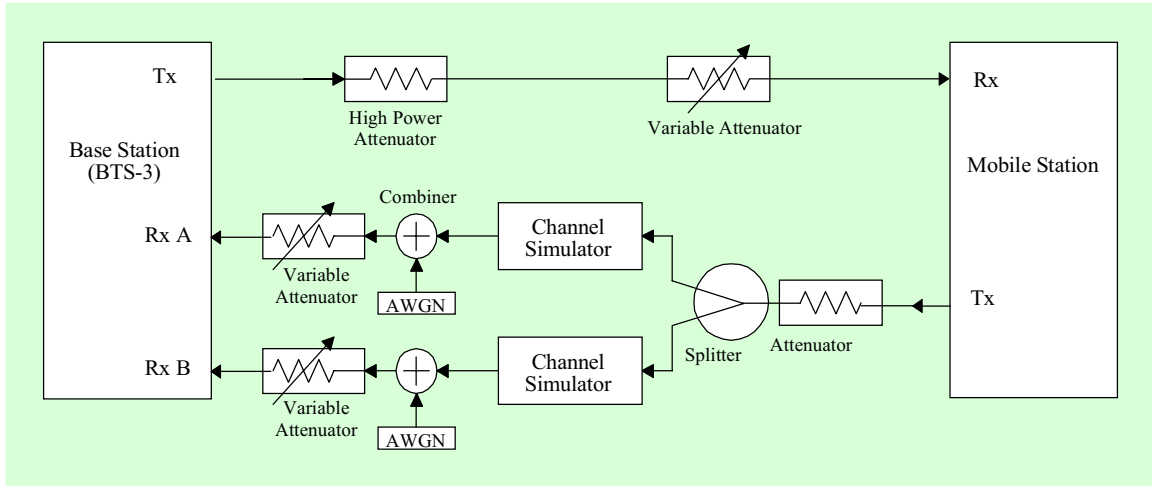 Tx
High Power
Attenuator
Variable Attenuator
Rx
Base Station
(BTS-3)
Mobile Station
Combiner
Rx A
Variable
Attenuator
AWGN
Channel
Simulator
Splitter
Attenuator
Tx
Rx B
Variable
Attenuator
AWGN
Channel
Simulator